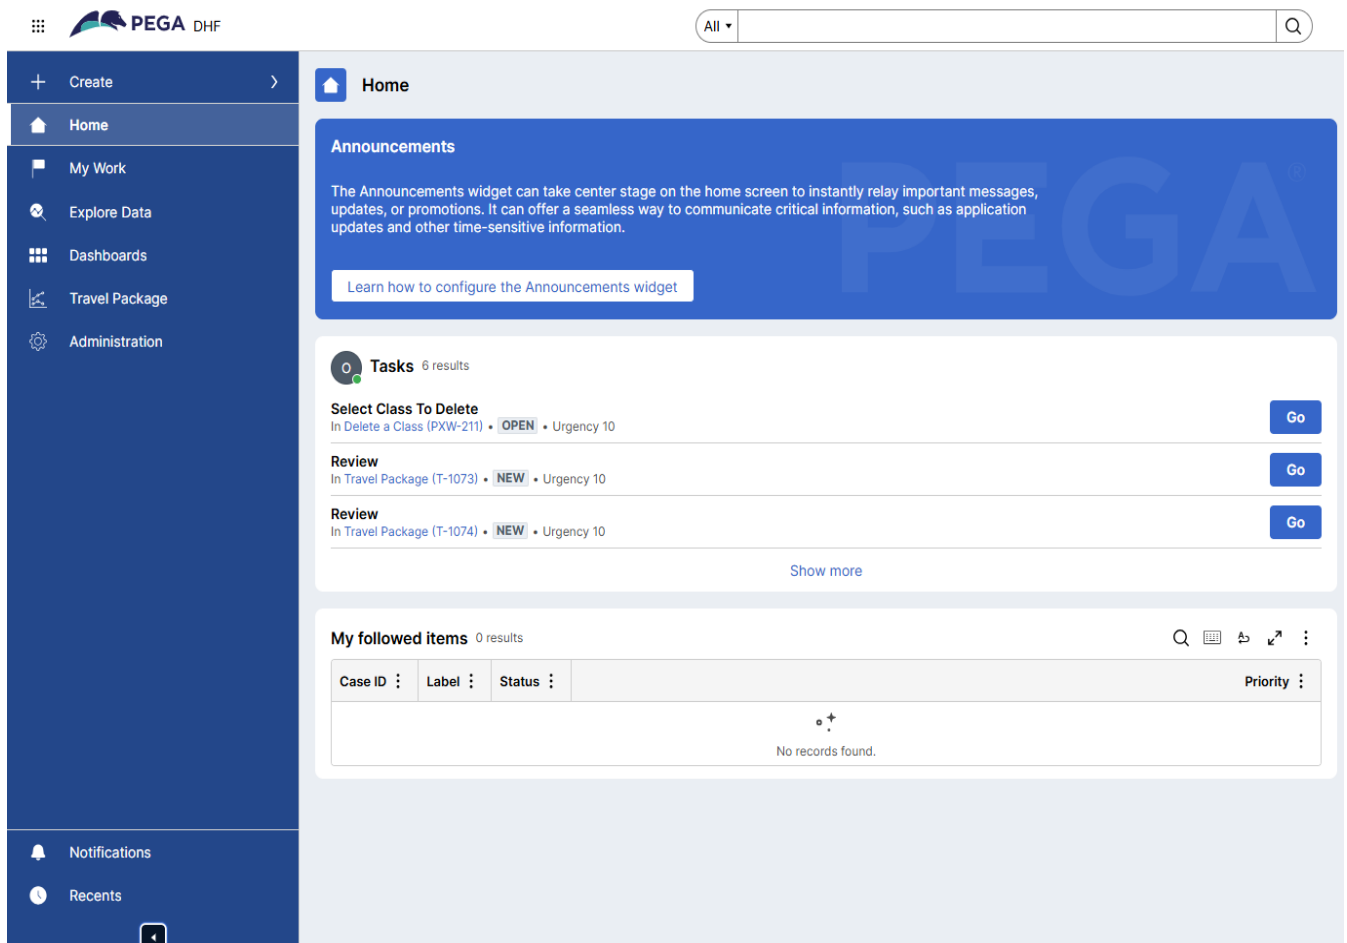 PEGA DHF
All
Create
Home
My Work
Explore Data
Dashboards
Travel Package
Administration
Notifications
Recents
Home
Announcements
PEGA®
The Announcements widget can take center stage on the home screen to instantly relay important messages,
updates, or promotions. It can offer a seamless way to communicate critical information, such as application
updates and other time-sensitive information.
Learn how to configure the Announcements widget
O Tasks 6 results
Select Class To Delete
In Delete a Class (PXW-211) • OPEN • Urgency 10
Go
Review
In Travel Package (T-1073) • NEW • Urgency 10
Go
Review
In Travel Package (T-1074) • NEW • Urgency 10
Go
Show more
My followed items 0 results
Case ID Label Status Priority
No records found.